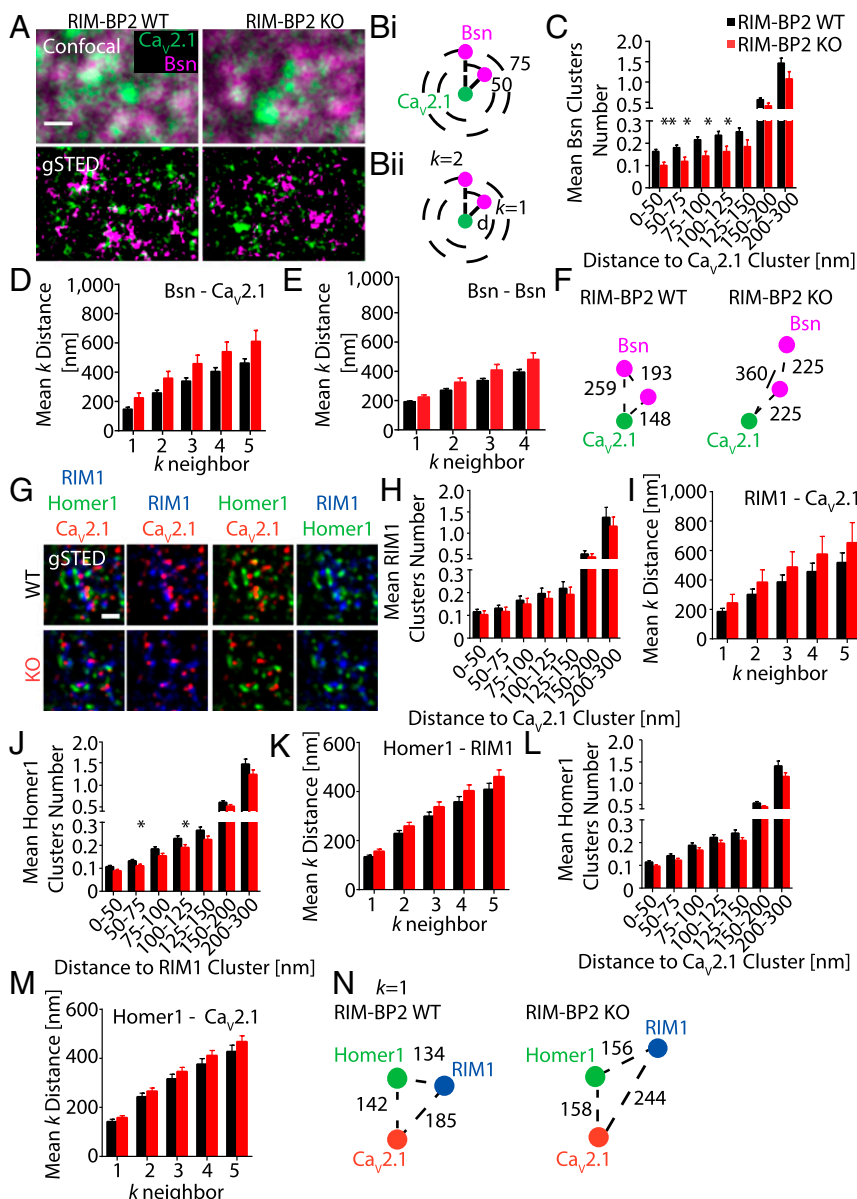 A
RIM-BP2 WT
RIM-BP2 KO
Confocal
CaV2.1
Bsn
gSTED
Bi
75
50
CaV2.1
Bii
k=2
k=1
d
C
RIM-BP2 WT
RIM-BP2 KO
Mean Bsn Clusters
Number
2.0
1.5
1.0
0.5
0.3
0.2
0.1
0
** * * *
0-50
50-75
75-100
100-125
125-150
150-200
200-300
Distance to CaV2.1 Cluster [nm]
D
Bsn - CaV2.1
Mean k Distance
[nm]
1,000
800
600
400
200
0
1 2 3 4 5
k neighbor
E
Bsn - Bsn
Mean k Distance
[nm]
1,000
800
600
400
200
0
1 2 3 4
k neighbor
F
RIM-BP2 WT
RIM-BP2 KO
Bsn
193
259
148
CaV2.1
Bsn
225
360
225
CaV2.1
G
RIM1
Homer1
CaV2.1
RIM1
CaV2.1
Homer1
CaV2.1
RIM1
Homer1
gSTED
WT
KO
H
Mean RIM1
Clusters Number
2.0
1.5
1.0
0.5
0.3
0.2
0.1
0
0-50
50-75
75-100
100-125
125-150
150-200
200-300
Distance to CaV2.1 Cluster [nm]
I
RIM1 - CaV2.1
Mean k Distance [nm]
1,000
800
600
400
200
0
1 2 3 4 5
k neighbor
J
Mean Homer1
Clusters Number
2.0
1.5
1.0
0.5
0.3
0.2
0.1
0
* *
0-50
50-75
75-100
100-125
125-150
150-200
200-300
Distance to RIM1 Cluster [nm]
K
Homer1 - RIM1
Mean k Distance [nm]
600
400
200
0
1 2 3 4 5
k neighbor
L
Mean Homer1
Clusters Number
2.0
1.5
1.0
0.5
0.3
0.2
0.1
0
0-50
50-75
75-100
100-125
125-150
150-200
200-300
Distance to CaV2.1 Cluster [nm]
M
Homer1 - CaV2.1
Mean k Distance [nm]
600
400
200
0
1 2 3 4 5
k neighbor
N
k=1
RIM-BP2 WT
RIM-BP2 KO
Homer1
134
RIM1
142
185
CaV2.1
RIM1
Homer1
156
158
244
CaV2.1